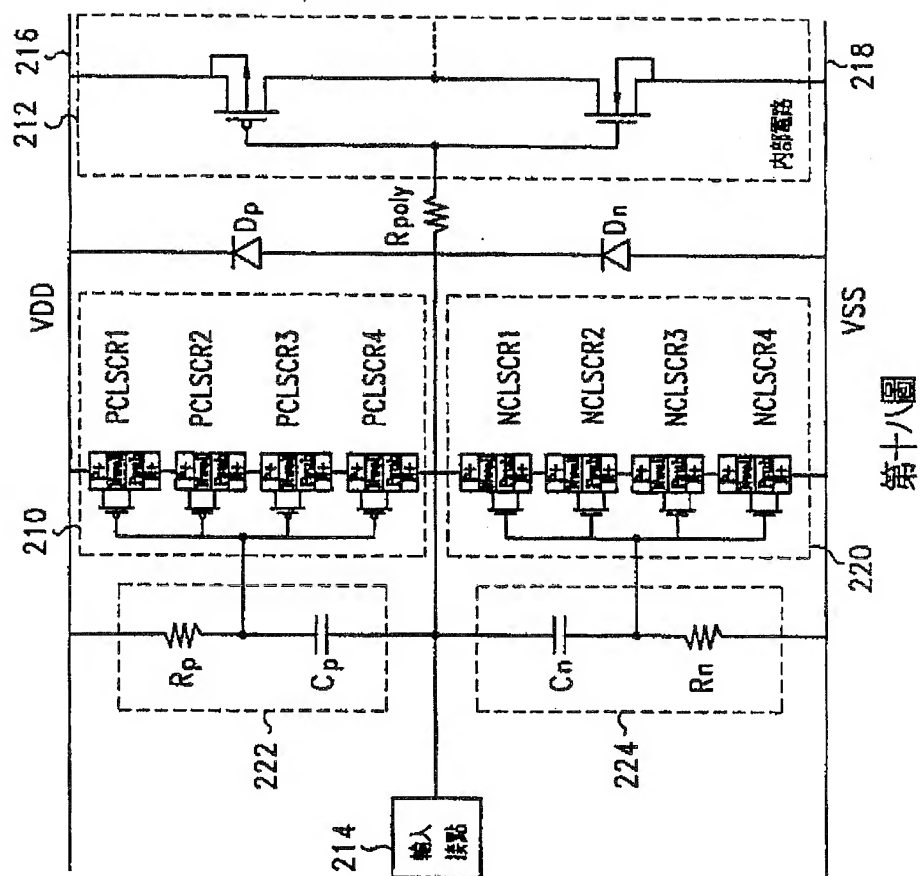 VDD
216
212
210
PCLSCR1
PCLSCR2
PCLSCR3
PCLSCR4
Rp
Cp
222
Dp
Rpoly
Dn
214
輸入
接點
NCLSCR1
NCLSCR2
NCLSCR3
NCLSCR4
Cn
Rn
224
220
內部電路
VSS
218
第十八圖